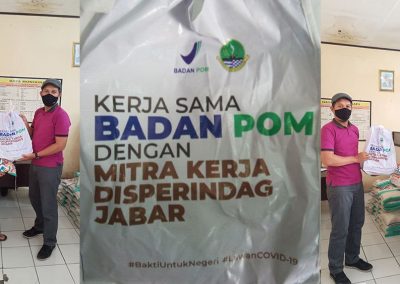 BADAN POM
KERJA SAMA
BADAN POM
DENGAN
MITRA KERJA
DISPERINDAG
JABAR
#BaktiUntukNegeri #LawanCOVID-19